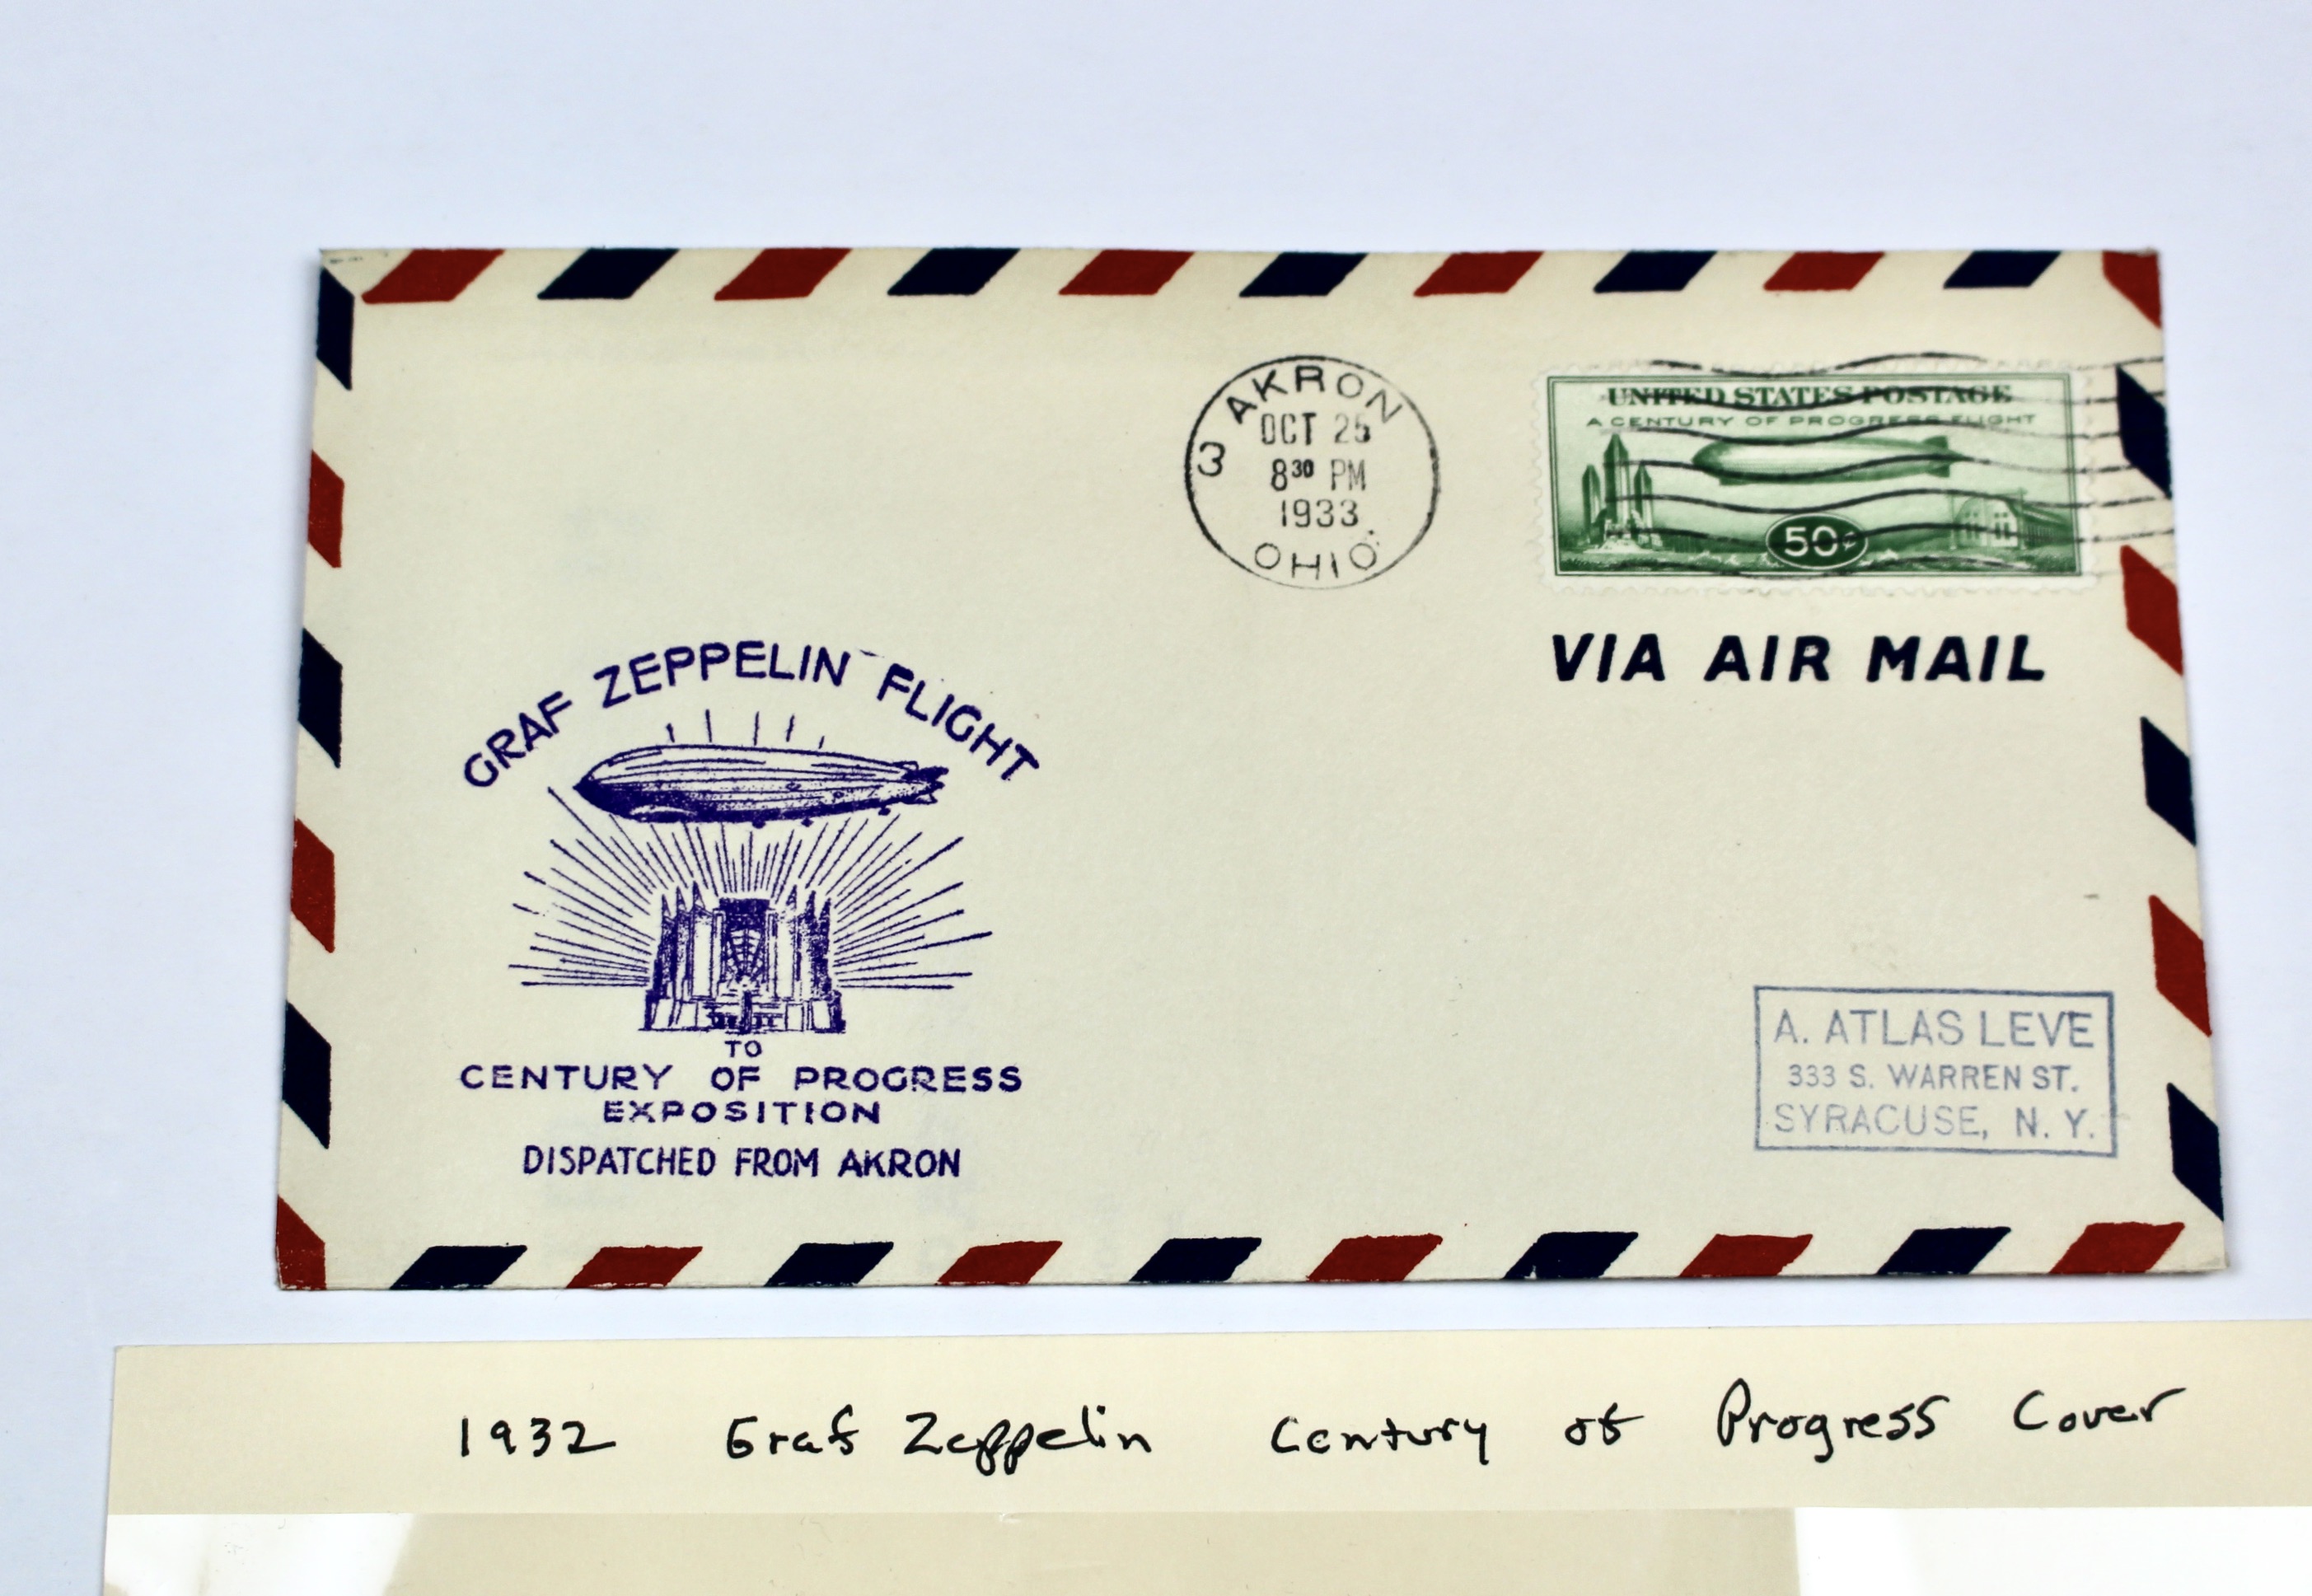 3 AKRON
OCT 25
8³⁰ PM
1933
OHIO
UNITED STATES POSTAGE
A CENTURY OF PROGRESS FLIGHT
50¢
VIA AIR MAIL
GRAF ZEPPELIN FLIGHT
TO
CENTURY OF PROGRESS
EXPOSITION
DISPATCHED FROM AKRON
A. ATLAS LEVE
333 S. WARREN ST.
SYRACUSE, N. Y.
1932 Graf Zeppelin Century of Progress Cover